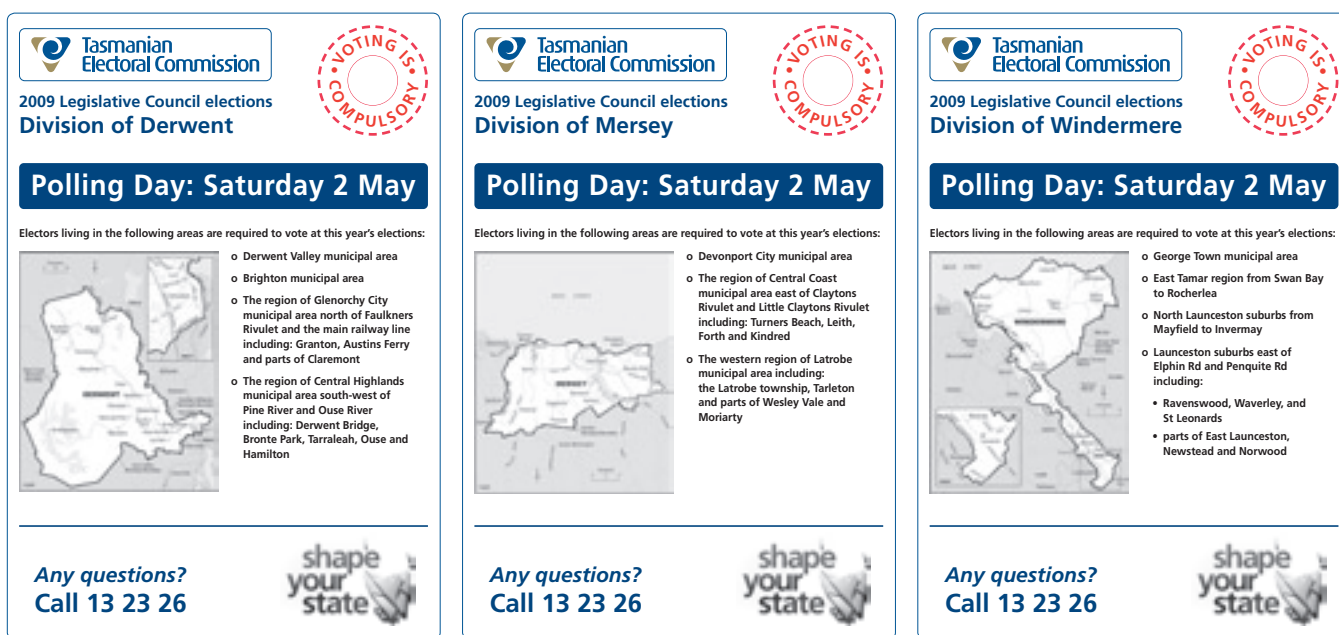 Tasmanian
Electoral Commission
VOTING IS
COMPULSORY
2009 Legislative Council elections
Division of Derwent
Polling Day: Saturday 2 May
Electors living in the following areas are required to vote at this year's elections:
o Derwent Valley municipal area
o Brighton municipal area
o The region of Glenorchy City
municipal area north of Faulkners
Rivulet and the main railway line
including: Granton, Austins Ferry
and parts of Claremont
o The region of Central Highlands
municipal area south-west of
Pine River and Ouse River
including: Derwent Bridge,
Bronte Park, Tarraleah, Ouse and
Hamilton
DERWENT
Any questions?
Call 13 23 26
shape
your
state
Tasmanian
Electoral Commission
VOTING IS
COMPULSORY
2009 Legislative Council elections
Division of Mersey
Polling Day: Saturday 2 May
Electors living in the following areas are required to vote at this year's elections:
o Devonport City municipal area
o The region of Central Coast
municipal area east of Claytons
Rivulet and Little Claytons Rivulet
including: Turners Beach, Leith,
Forth and Kindred
o The western region of Latrobe
municipal area including:
the Latrobe township, Tarleton
and parts of Wesley Vale and
Moriarty
MERSEY
Any questions?
Call 13 23 26
shape
your
state
Tasmanian
Electoral Commission
VOTING IS
COMPULSORY
2009 Legislative Council elections
Division of Windermere
Polling Day: Saturday 2 May
Electors living in the following areas are required to vote at this year's elections:
o George Town municipal area
o East Tamar region from Swan Bay
to Rocherlea
o North Launceston suburbs from
Mayfield to Invermay
o Launceston suburbs east of
Elphin Rd and Penquite Rd
including:
• Ravenswood, Waverley, and
St Leonards
• parts of East Launceston,
Newstead and Norwood
WINDERMERE
Any questions?
Call 13 23 26
shape
your
state